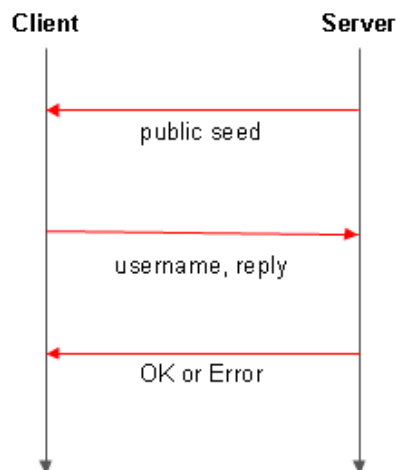 Client Server
public seed
username, reply
OK or Error